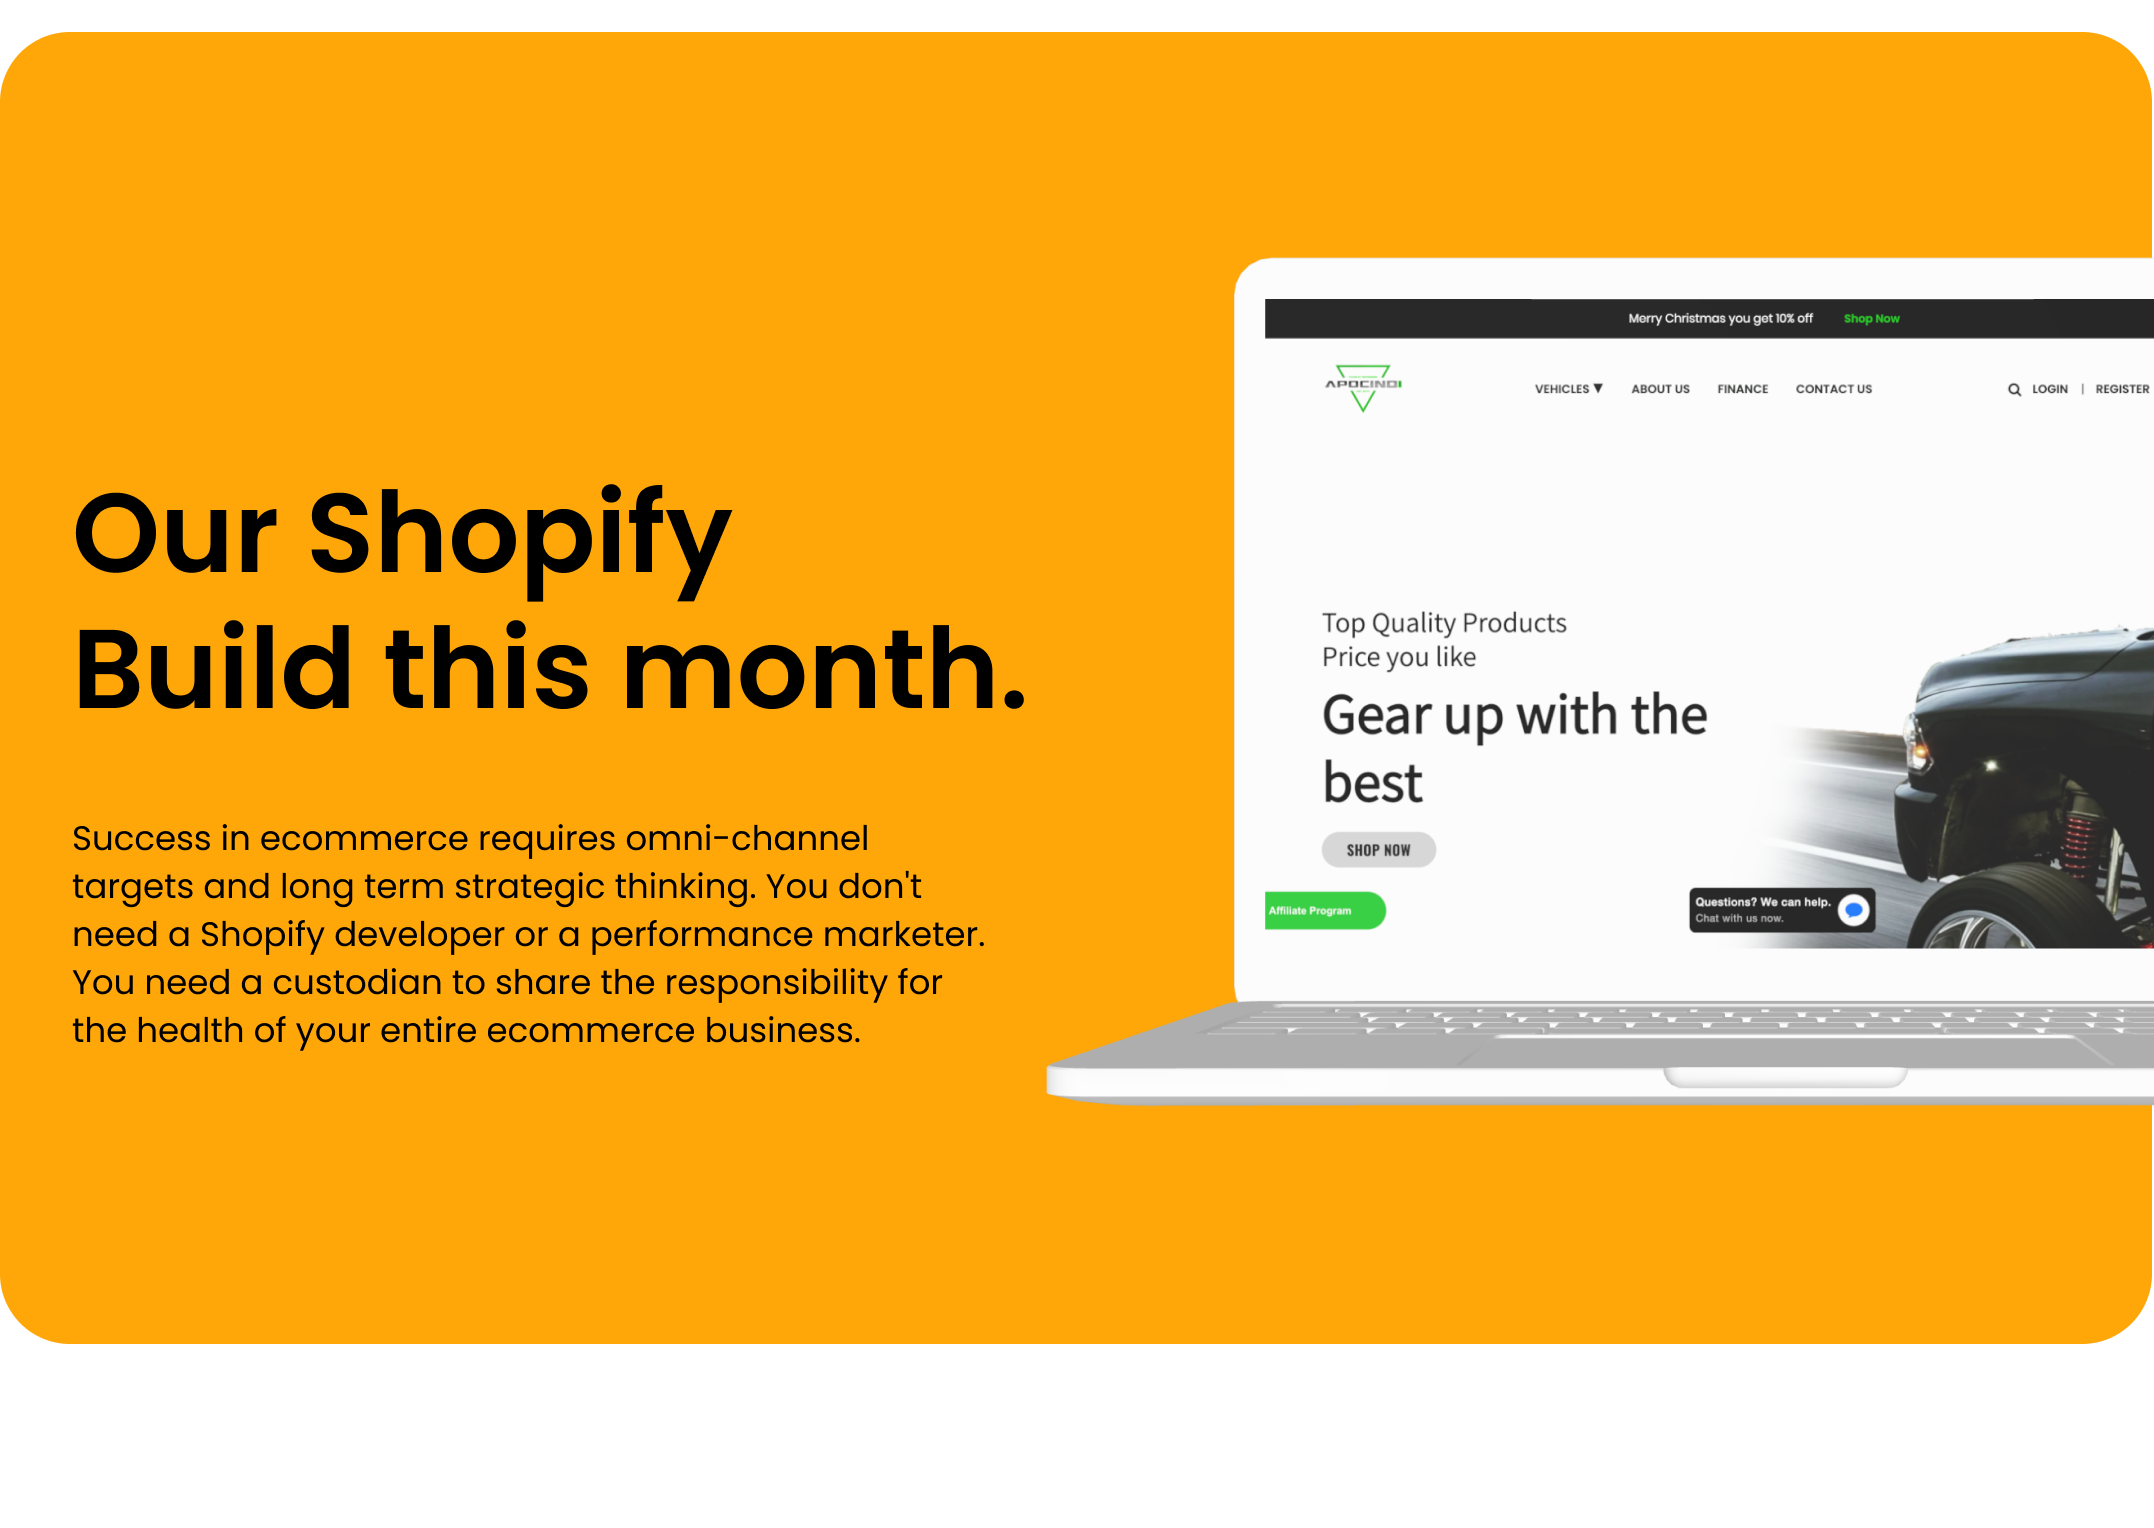 Our Shopify
Build this month.
Success in ecommerce requires omni-channel
targets and long term strategic thinking. You don't
need a Shopify developer or a performance marketer.
You need a custodian to share the responsibility for
the health of your entire ecommerce business.
Merry Christmas you get 10% off Shop Now
APOCINDI
VEHICLES ▼ ABOUT US FINANCE CONTACT US LOGIN | REGISTER
Top Quality Products
Price you like
Gear up with the
best
SHOP NOW
Affiliate Program
Questions? We can help.
Chat with us now.